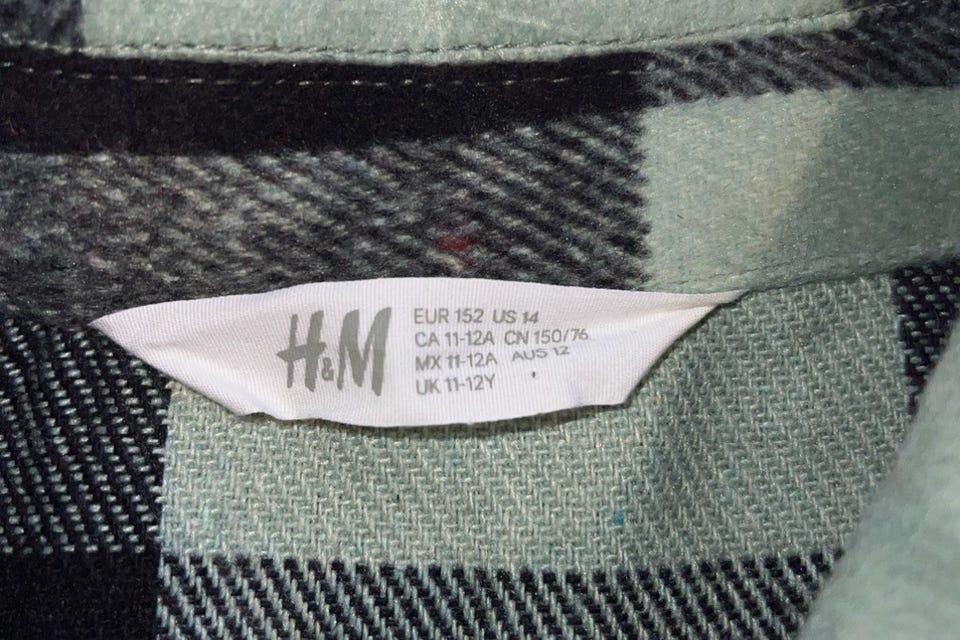 H&M
EUR 152 US 14
CA 11-12A CN 150/76
MX 11-12A AUS 12
UK 11-12Y